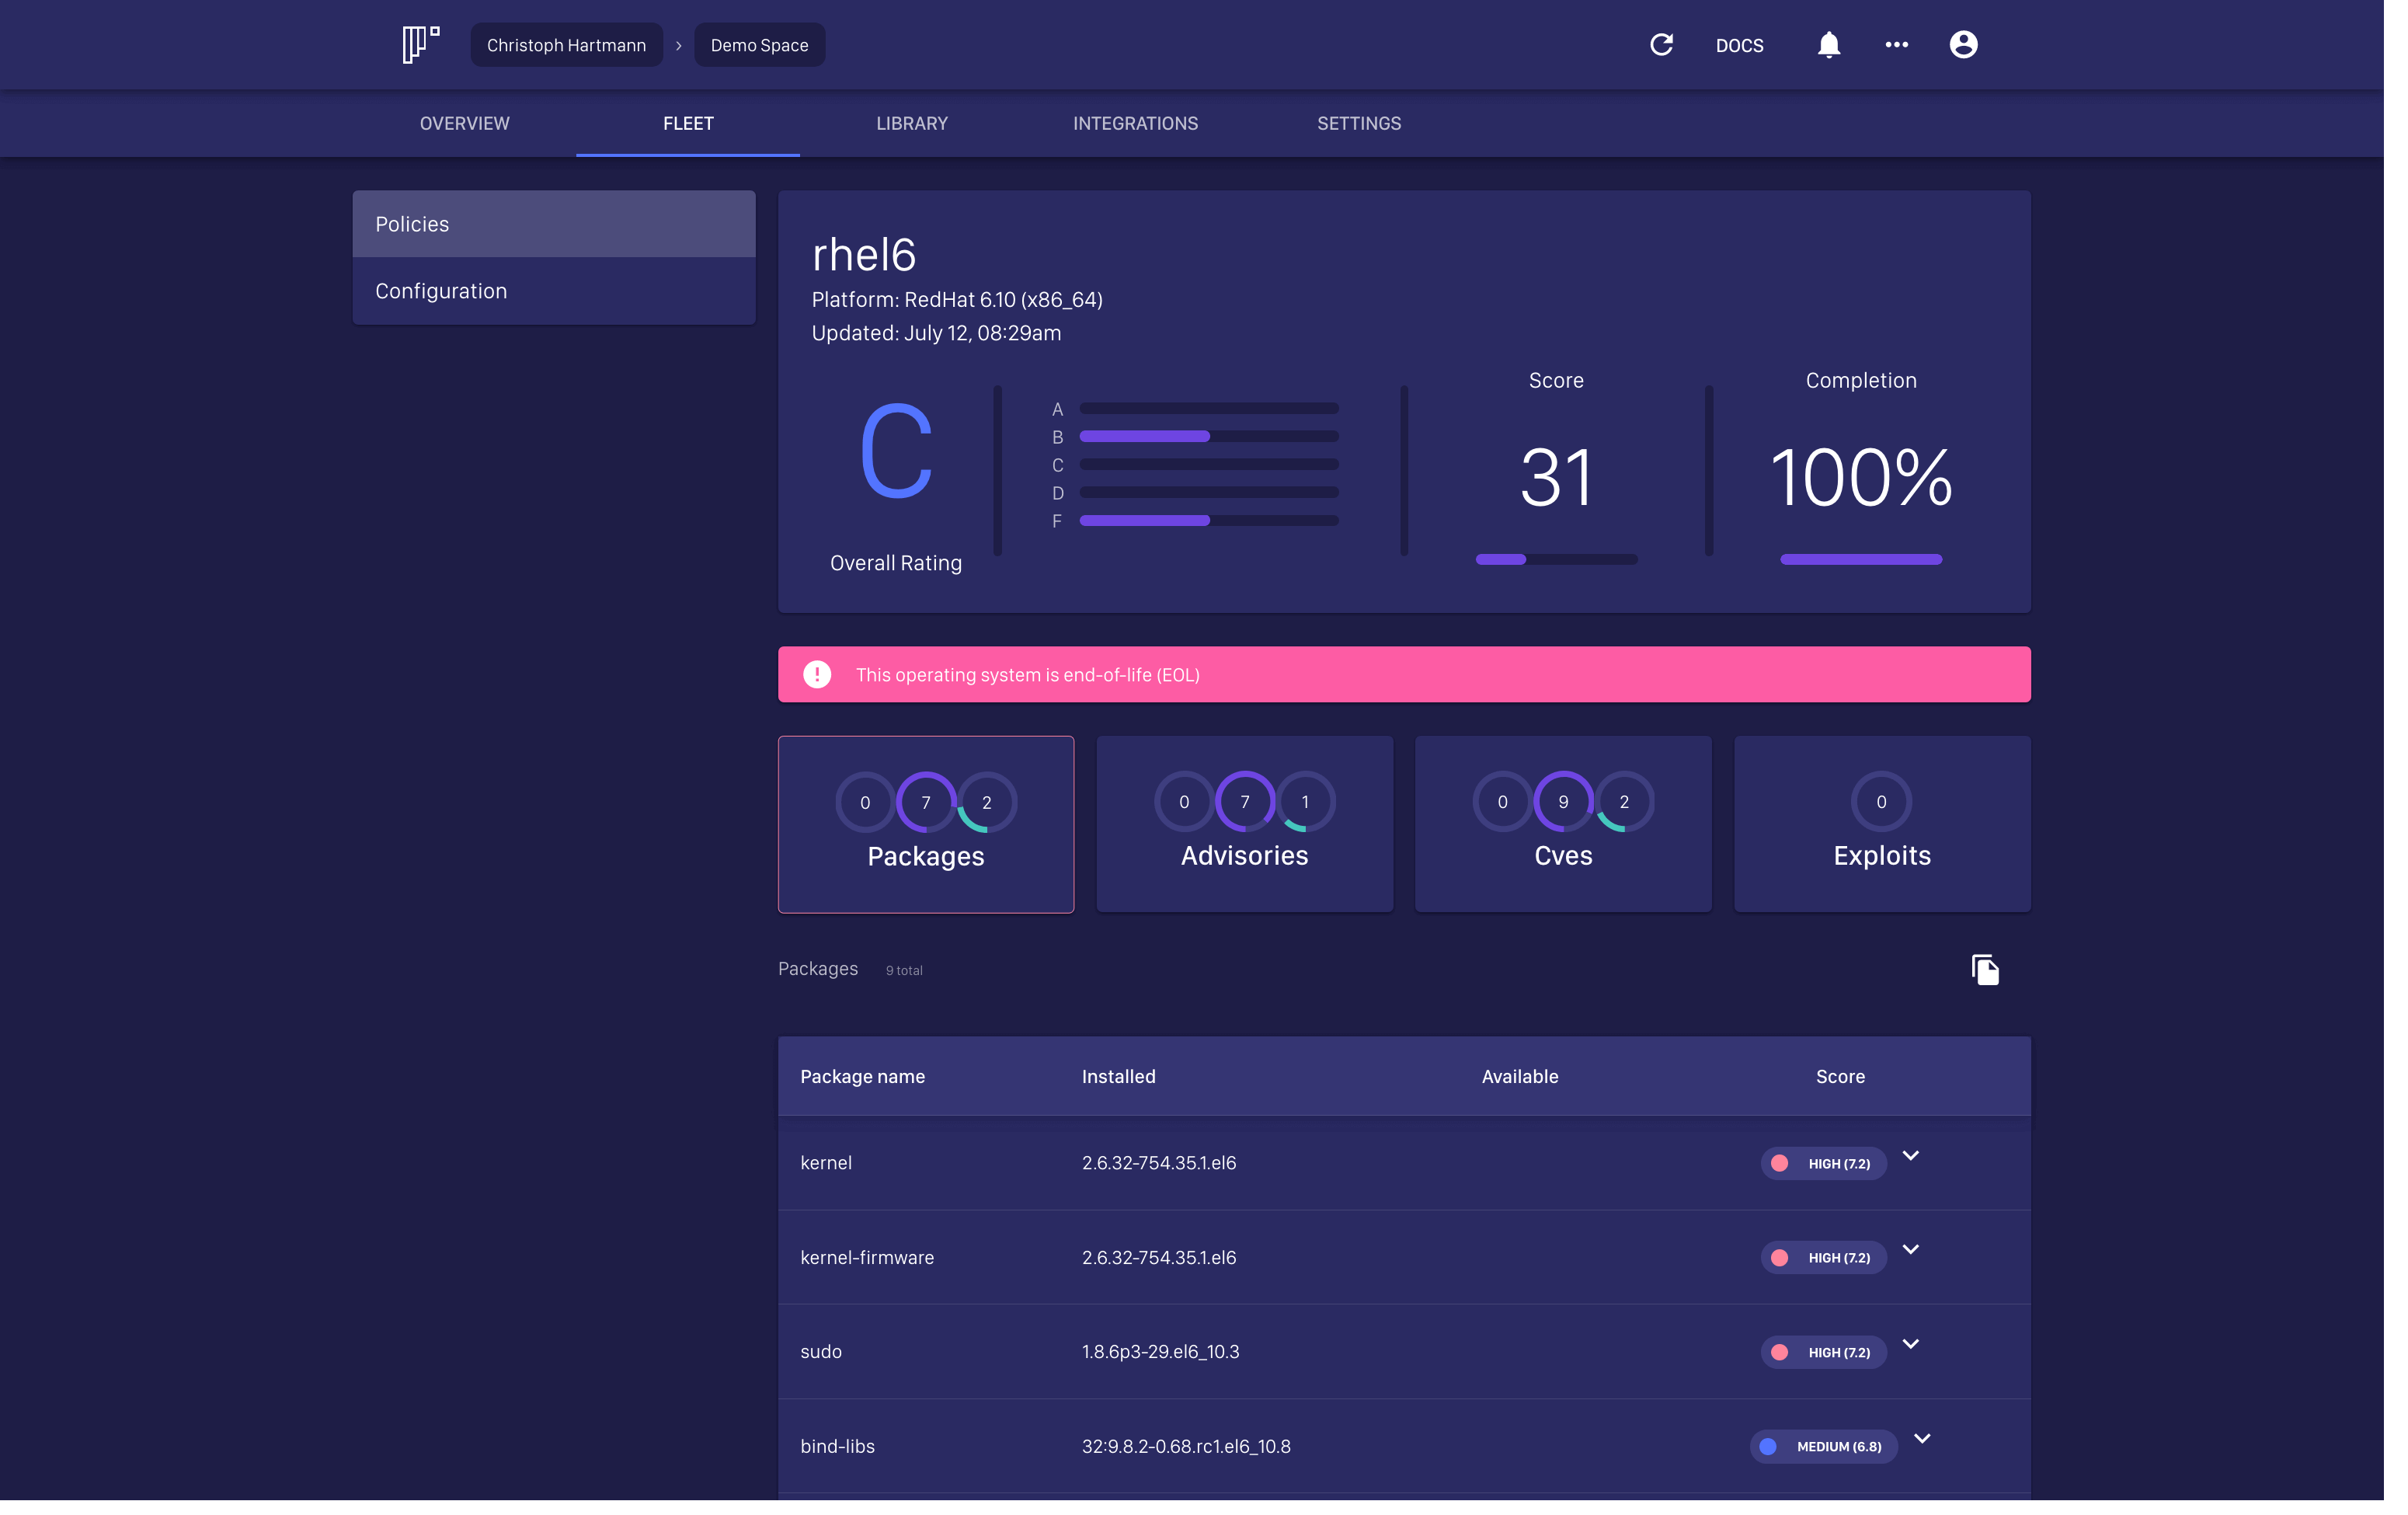 Christoph Hartmann › Demo Space DOCS
OVERVIEW FLEET LIBRARY INTEGRATIONS SETTINGS
Policies
Configuration
rhel6
Platform: RedHat 6.10 (x86_64)
Updated: July 12, 08:29am
C
Overall Rating
A
B
C
D
F
Score
31
Completion
100%
This operating system is end-of-life (EOL)
0 7 2
Packages
0 7 1
Advisories
0 9 2
Cves
0
Exploits
Packages 9 total
Package name Installed Available Score
kernel 2.6.32-754.35.1.el6 HIGH (7.2)
kernel-firmware 2.6.32-754.35.1.el6 HIGH (7.2)
sudo 1.8.6p3-29.el6_10.3 HIGH (7.2)
bind-libs 32:9.8.2-0.68.rc1.el6_10.8 MEDIUM (6.8)